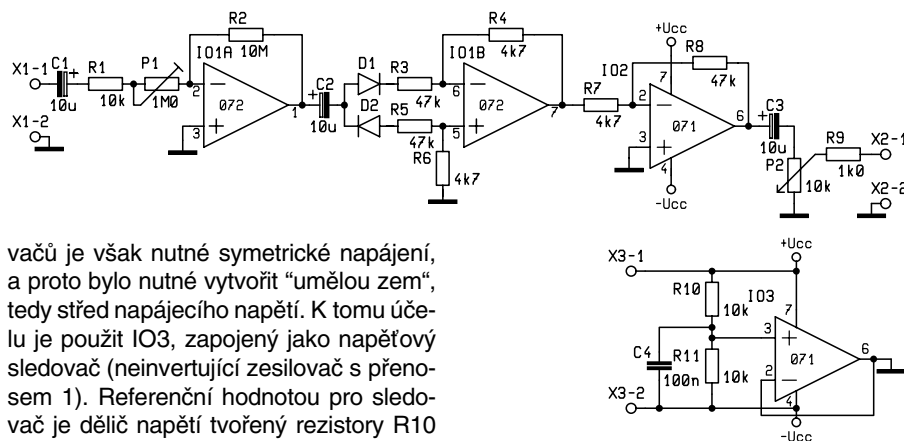 R2
10M
R4
4k7
+Ucc
R8
47k
X1-1
C1
+
10u
R1
10k
P1
1M0
IO1A
2
3
072
1
C2
+
10u
D1
D2
R3
47k
R5
47k
R6
4k7
IO1B
6
5
072
7
R7
4k7
IO2
2
3
7
071
4
6
-Ucc
C3
+
10u
P2
10k
R9
1k0
X2-1
X2-2
X1-2
vačů je však nutné symetrické napájení,
a proto bylo nutné vytvořit “umělou zem“,
tedy střed napájecího napětí. K tomu úče-
lu je použit IO3, zapojený jako napěťový
sledovač (neinvertující zesilovač s přeno-
sem 1). Referenční hodnotou pro sledo-
vač je dělič napětí tvořený rezistory R10
X3-1
+Ucc
R10
10k
IO3
7
3
2
071
6
4
C4
100n
R11
10k
X3-2
-Ucc